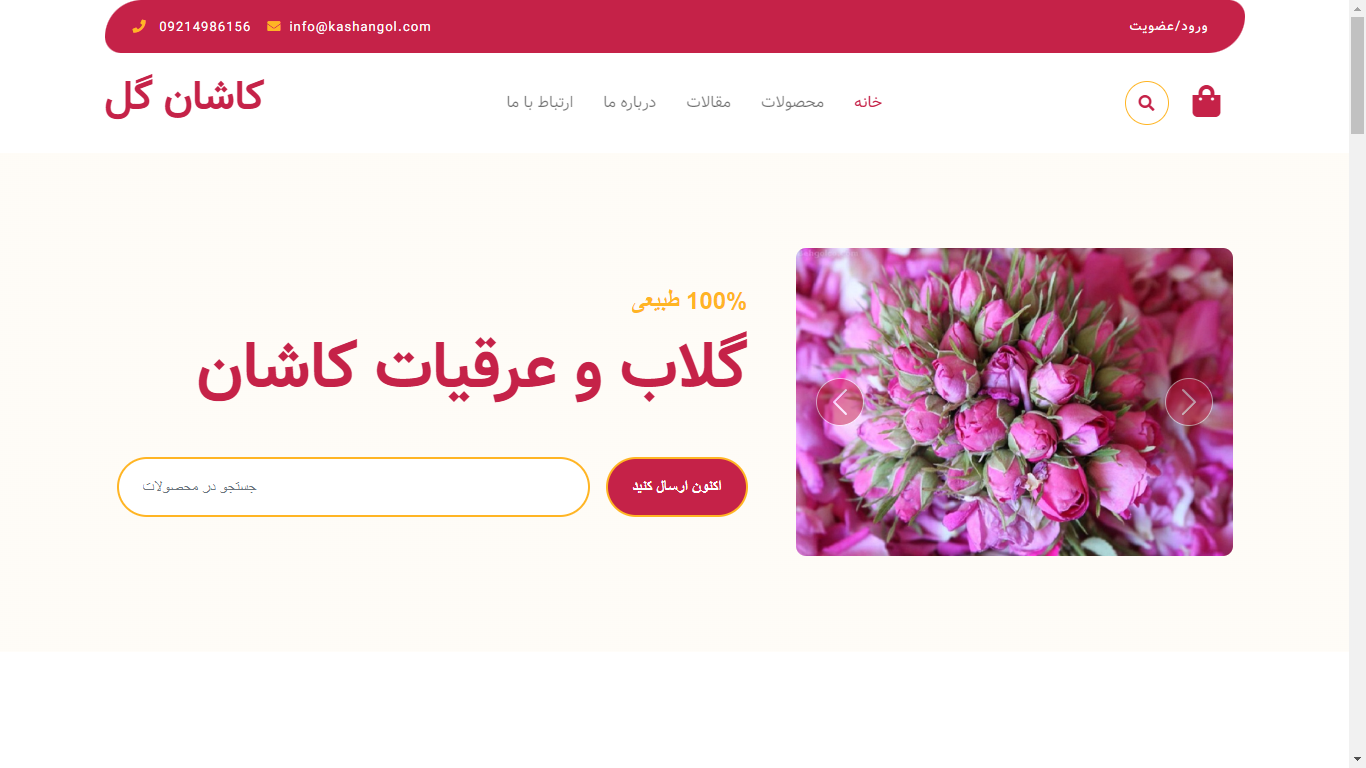 ورود/عضویت
info@kashangol.com
09214986156
خانه
محصولات
مقالات
درباره ما
ارتباط با ما
کاشان گل
100% طبیعی
گلاب و عرقیات کاشان
اکنون ارسال کنید
جستجو در محصولات